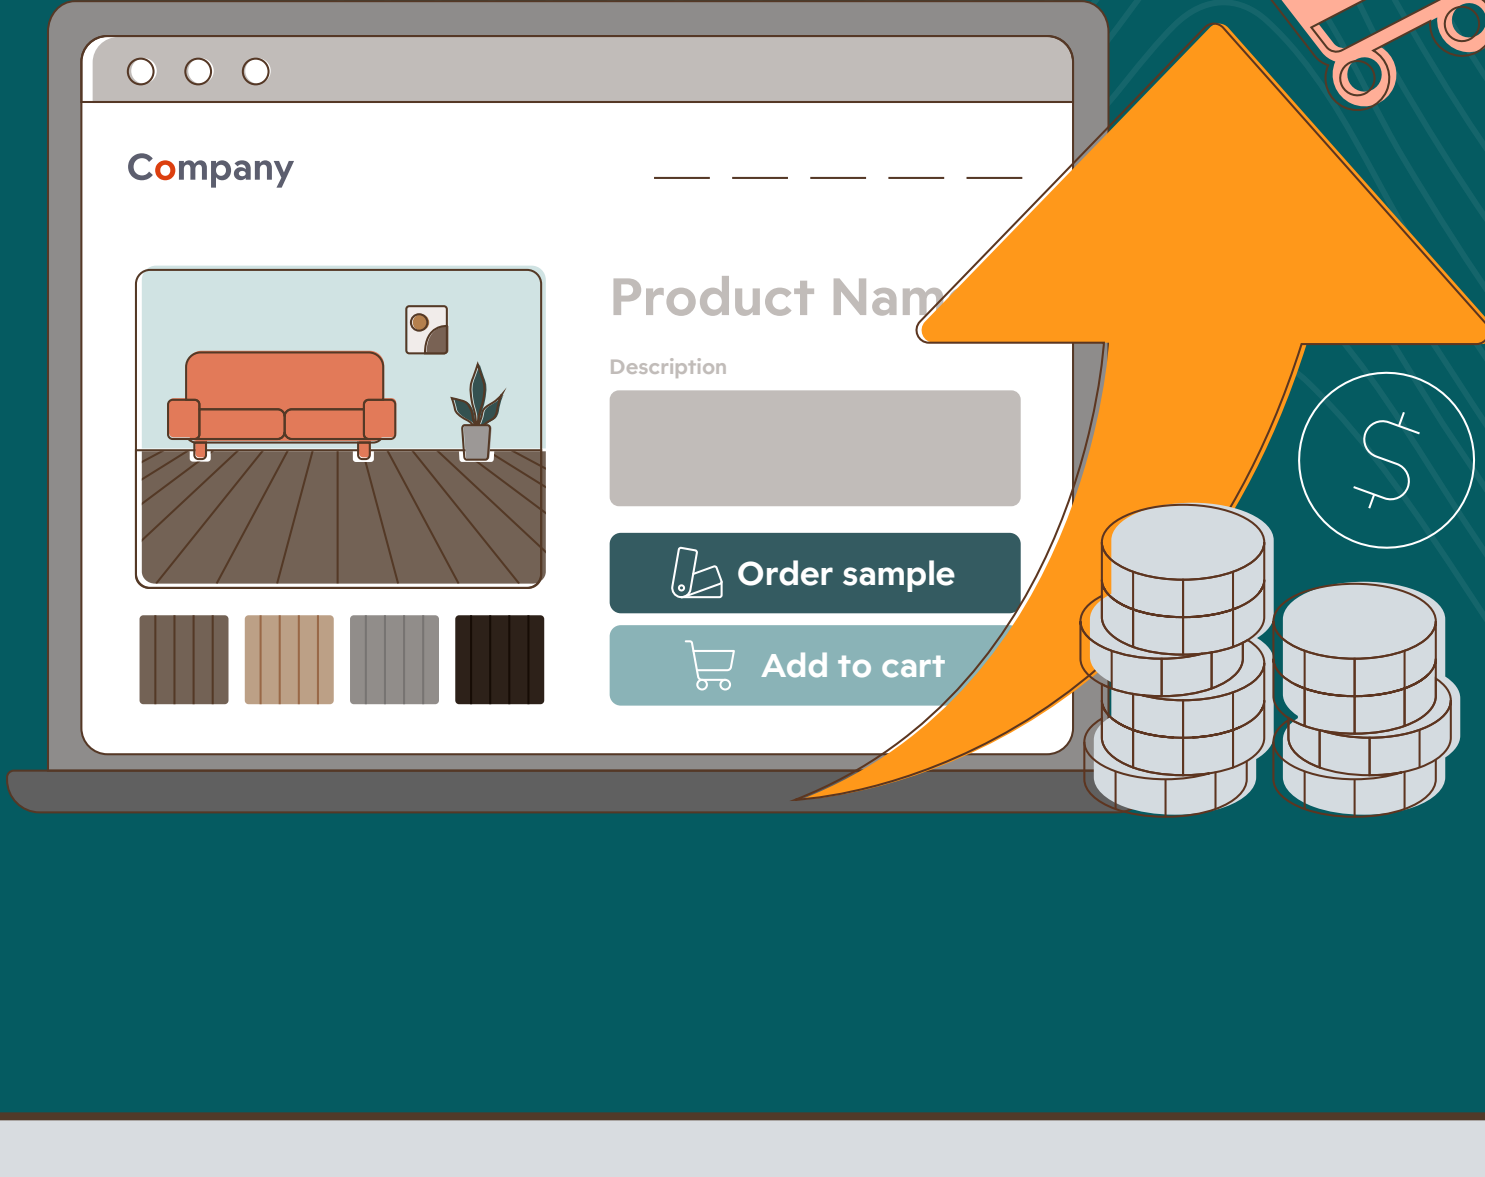 Company
Product Nam
Description
Order sample
Add to cart
$